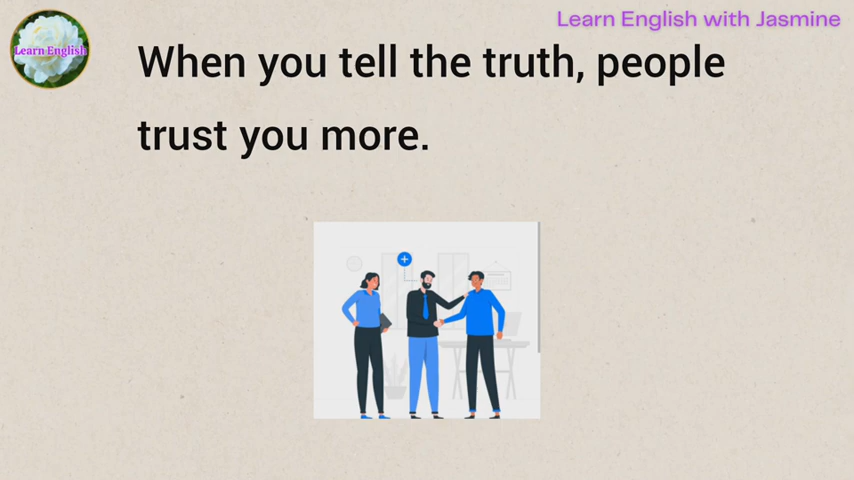 Learn English with Jasmine
Learn English
When you tell the truth, people
trust you more.